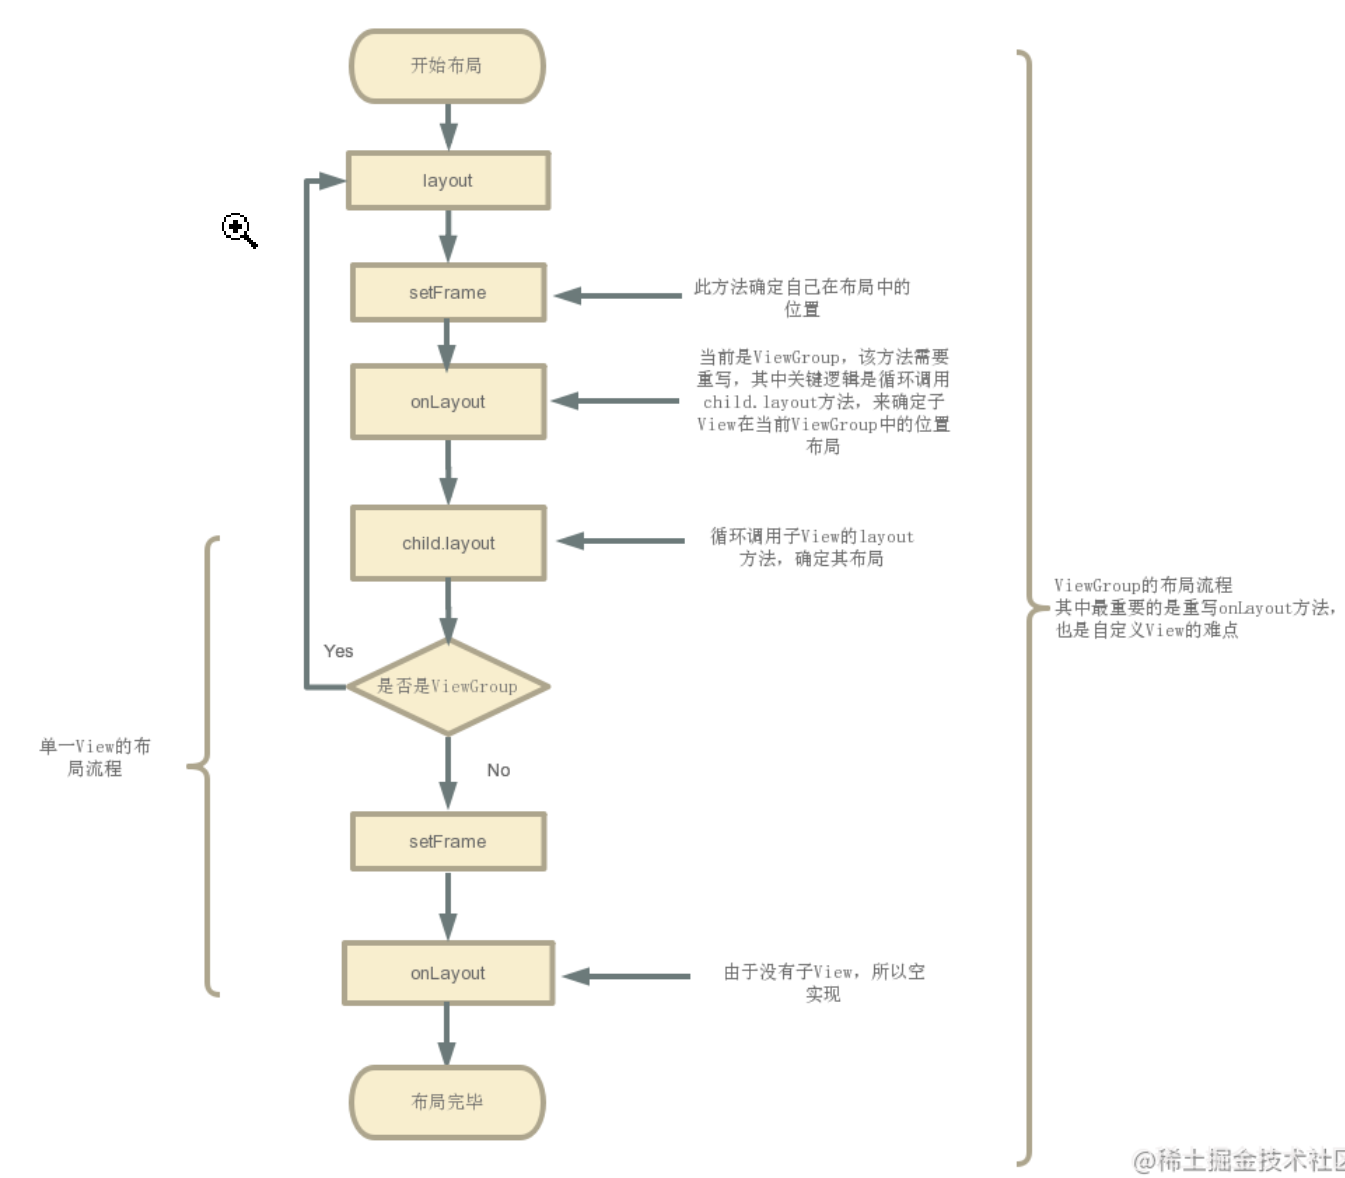 开始布局
layout
setFrame
此方法确定自己在布局中的
位置
onLayout
当前是ViewGroup，该方法需要
重写，其中关键逻辑是循环调用
child.layout方法，来确定子
View在当前ViewGroup中的位置
布局
child.layout
循环调用子View的layout
方法，确定其布局
ViewGroup的布局流程
其中最重要的是重写onLayout方法，
也是自定义View的难点
Yes
是否是ViewGroup
单一View的布
局流程
No
setFrame
onLayout
由于没有子View，所以空
实现
布局完毕
@稀土掘金技术社区